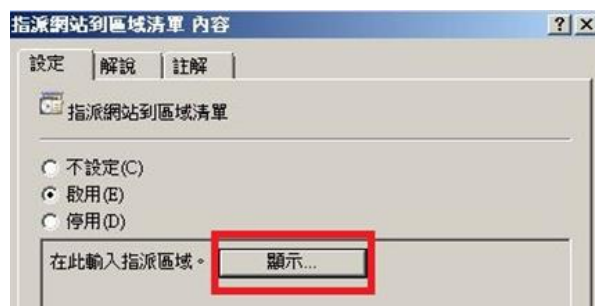 指派網站到區域清單 內容
設定 解說 註解
指派網站到區域清單
不設定(C)
啟用(E)
停用(D)
在此輸入指派區域。 顯示...